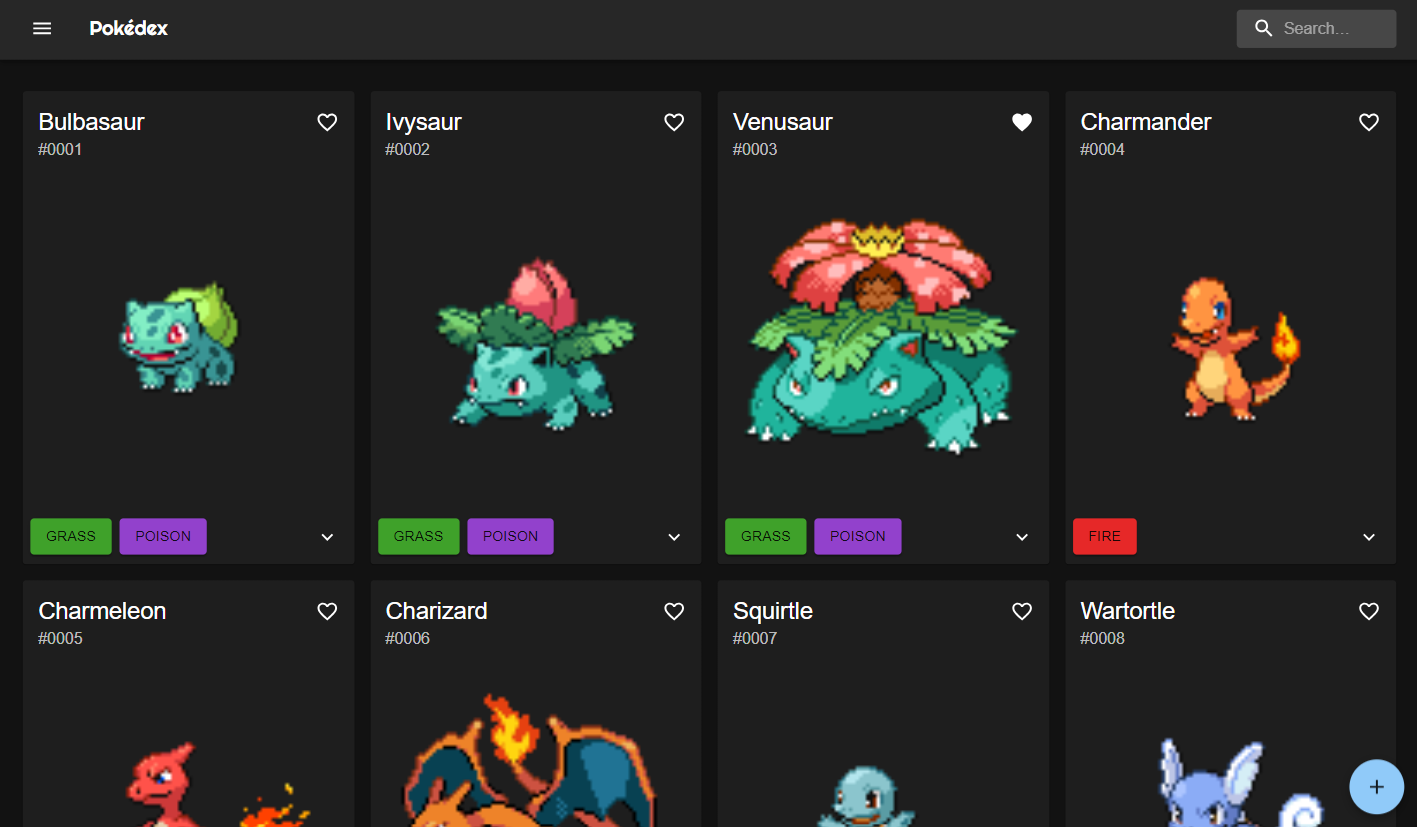 Pokédex
Search...
Bulbasaur
#0001
GRASS POISON
Ivysaur
#0002
GRASS POISON
Venusaur
#0003
GRASS POISON
Charmander
#0004
FIRE
Charmeleon
#0005
Charizard
#0006
Squirtle
#0007
Wartortle
#0008